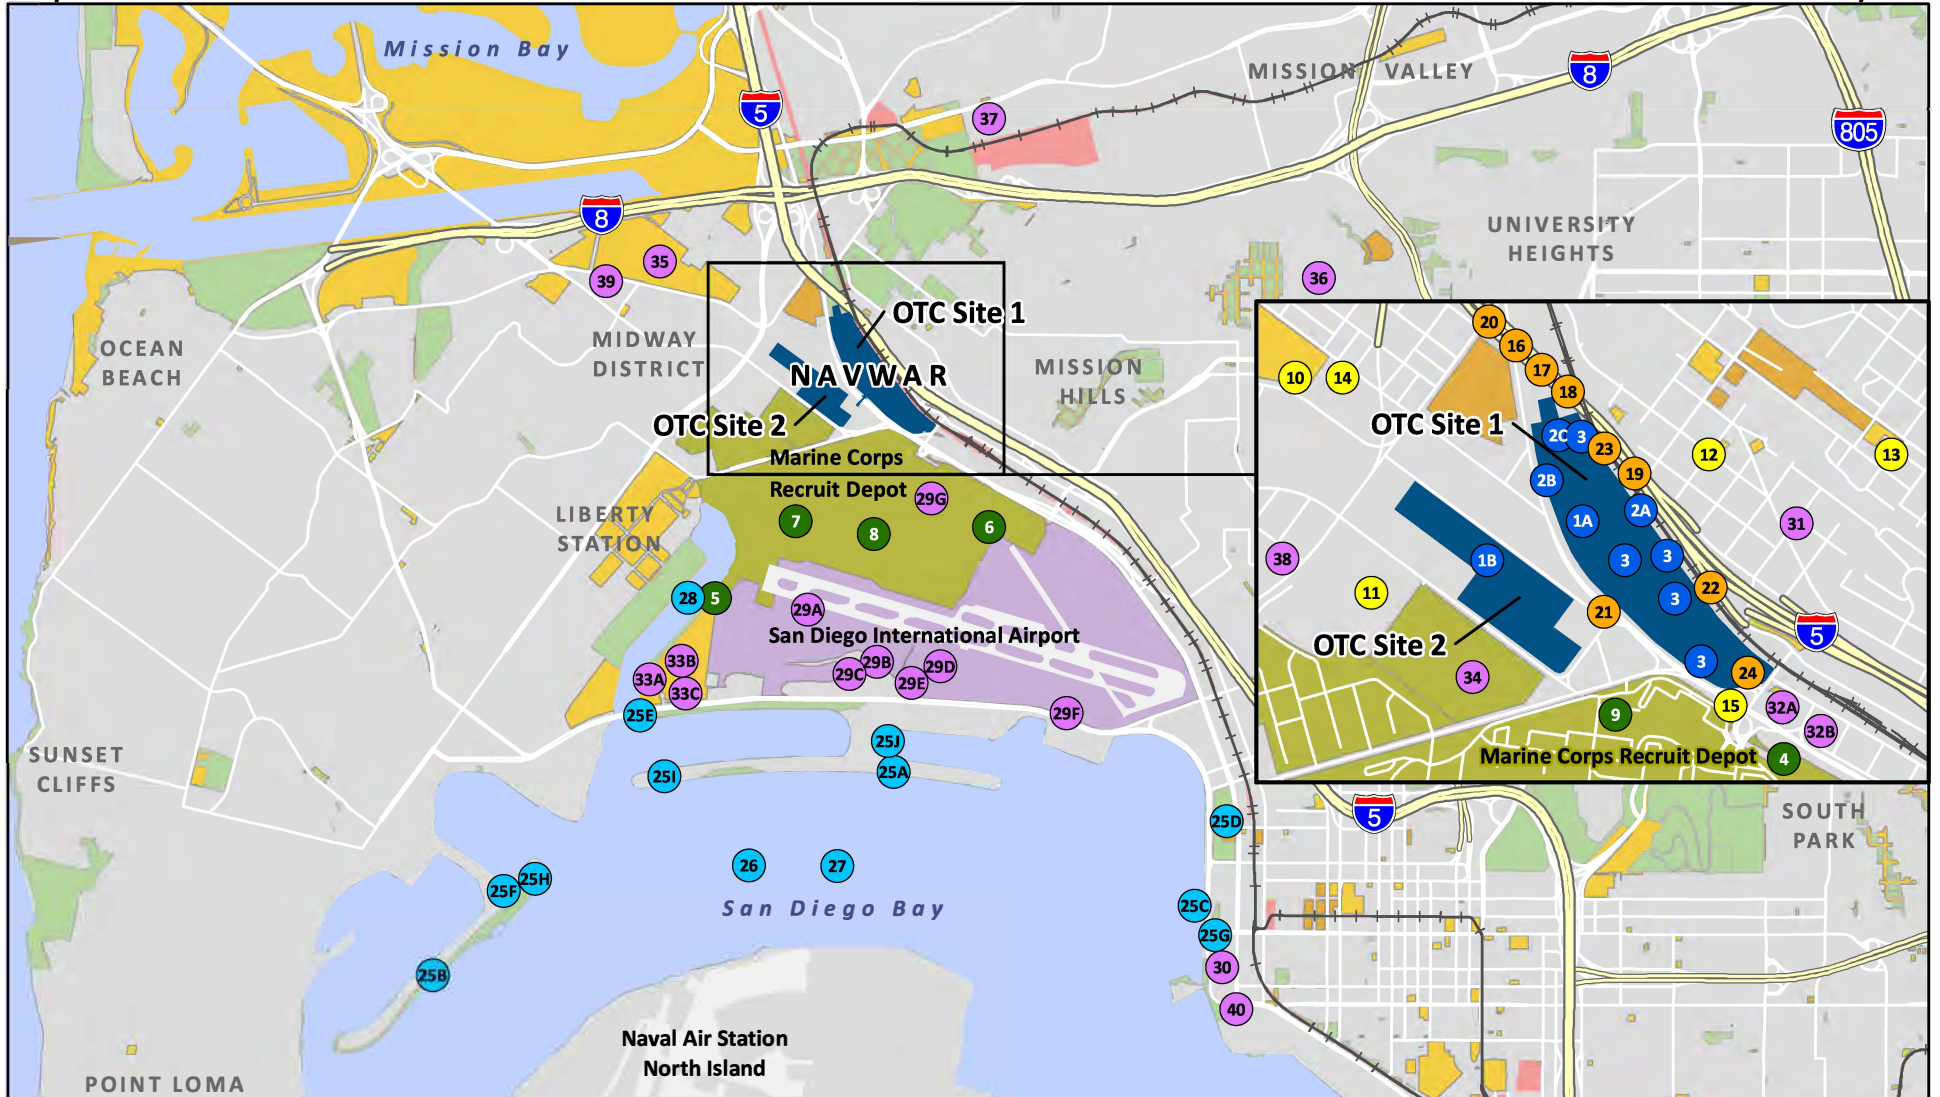 Mission Bay
5
37
MISSION VALLEY
8
805
8
35
39
36
UNIVERSITY
HEIGHTS
OCEAN
BEACH
MIDWAY
DISTRICT
OTC Site 1
NAVWAR
OTC Site 2
MISSION
HILLS
Marine Corps
Recruit Depot
29G
7
8
6
LIBERTY
STATION
28
5
29A
San Diego International Airport
33B
33A
33C
29C
29B
29E
29D
29F
25E
25J
25A
25I
SUNSET
CLIFFS
25D
26
27
25H
25F
25B
San Diego Bay
25C
25G
30
40
Naval Air Station
North Island
POINT LOMA
5
SOUTH
PARK
20
16
17
18
10
14
OTC Site 1
2C
3
23
19
12
13
2B
1A
2A
31
38
1B
3
3
11
3
22
21
5
OTC Site 2
34
3
24
9
15
32A
32B
Marine Corps Recruit Depot
4